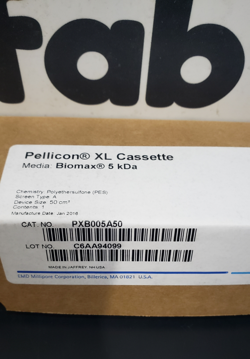 fab
Pellicon® XL Cassette
Media: Biomax® 5 kDa
Chemistry: Polyethersulfone (PES)
Screen Type: A
Device Size: 50 cm²
Contents: 1
Manufacture Date: Jan 2018
CAT. NO. PXB005A50
LOT NO. C6AA94099
MADE IN JAFFREY, NH USA
EMD Millipore Corporation, Billerica, MA 01821 U.S.A.